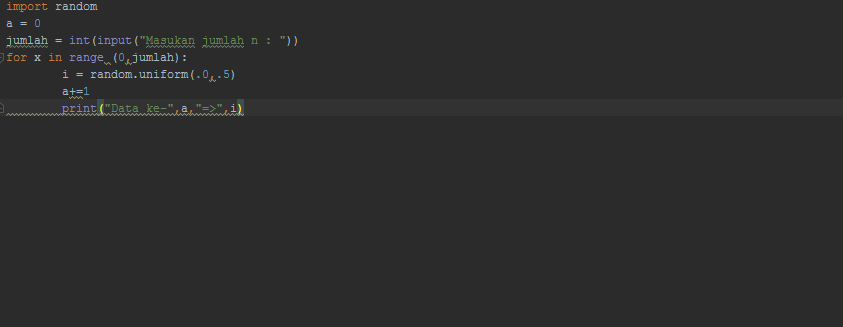 import random
a = 0
jumlah = int(input("Masukan jumlah n : "))
for x in range (0,jumlah):
        i = random.uniform(.0,.5)
        a+=1
        print("Data ke-",a,"=>",i)